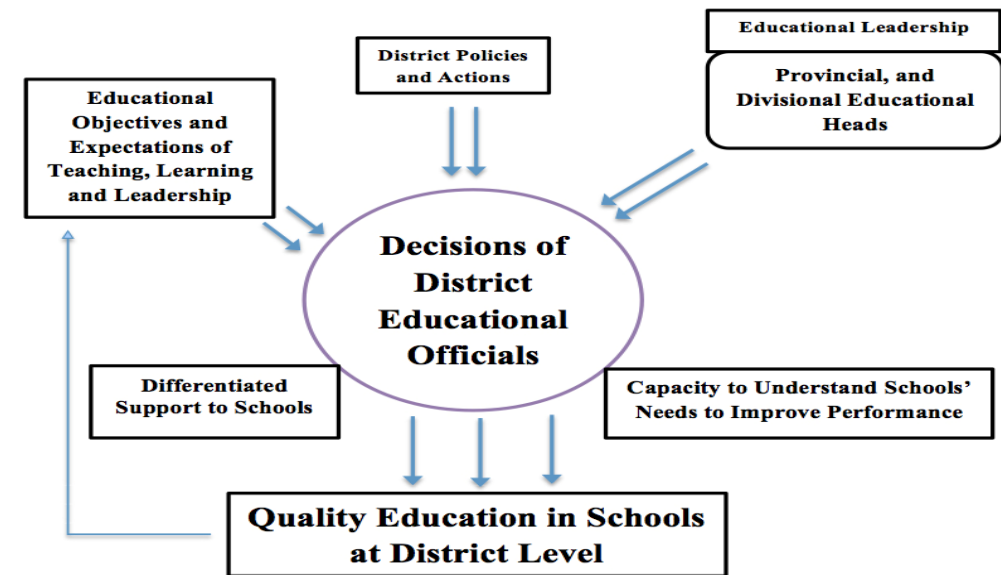 Educational Leadership
District Policies
and Actions
Provincial, and
Divisional Educational
Heads
Educational
Objectives and
Expectations of
Teaching, Learning
and Leadership
Decisions of
District
Educational
Officials
Differentiated
Support to Schools
Capacity to Understand Schools’
Needs to Improve Performance
Quality Education in Schools
at District Level